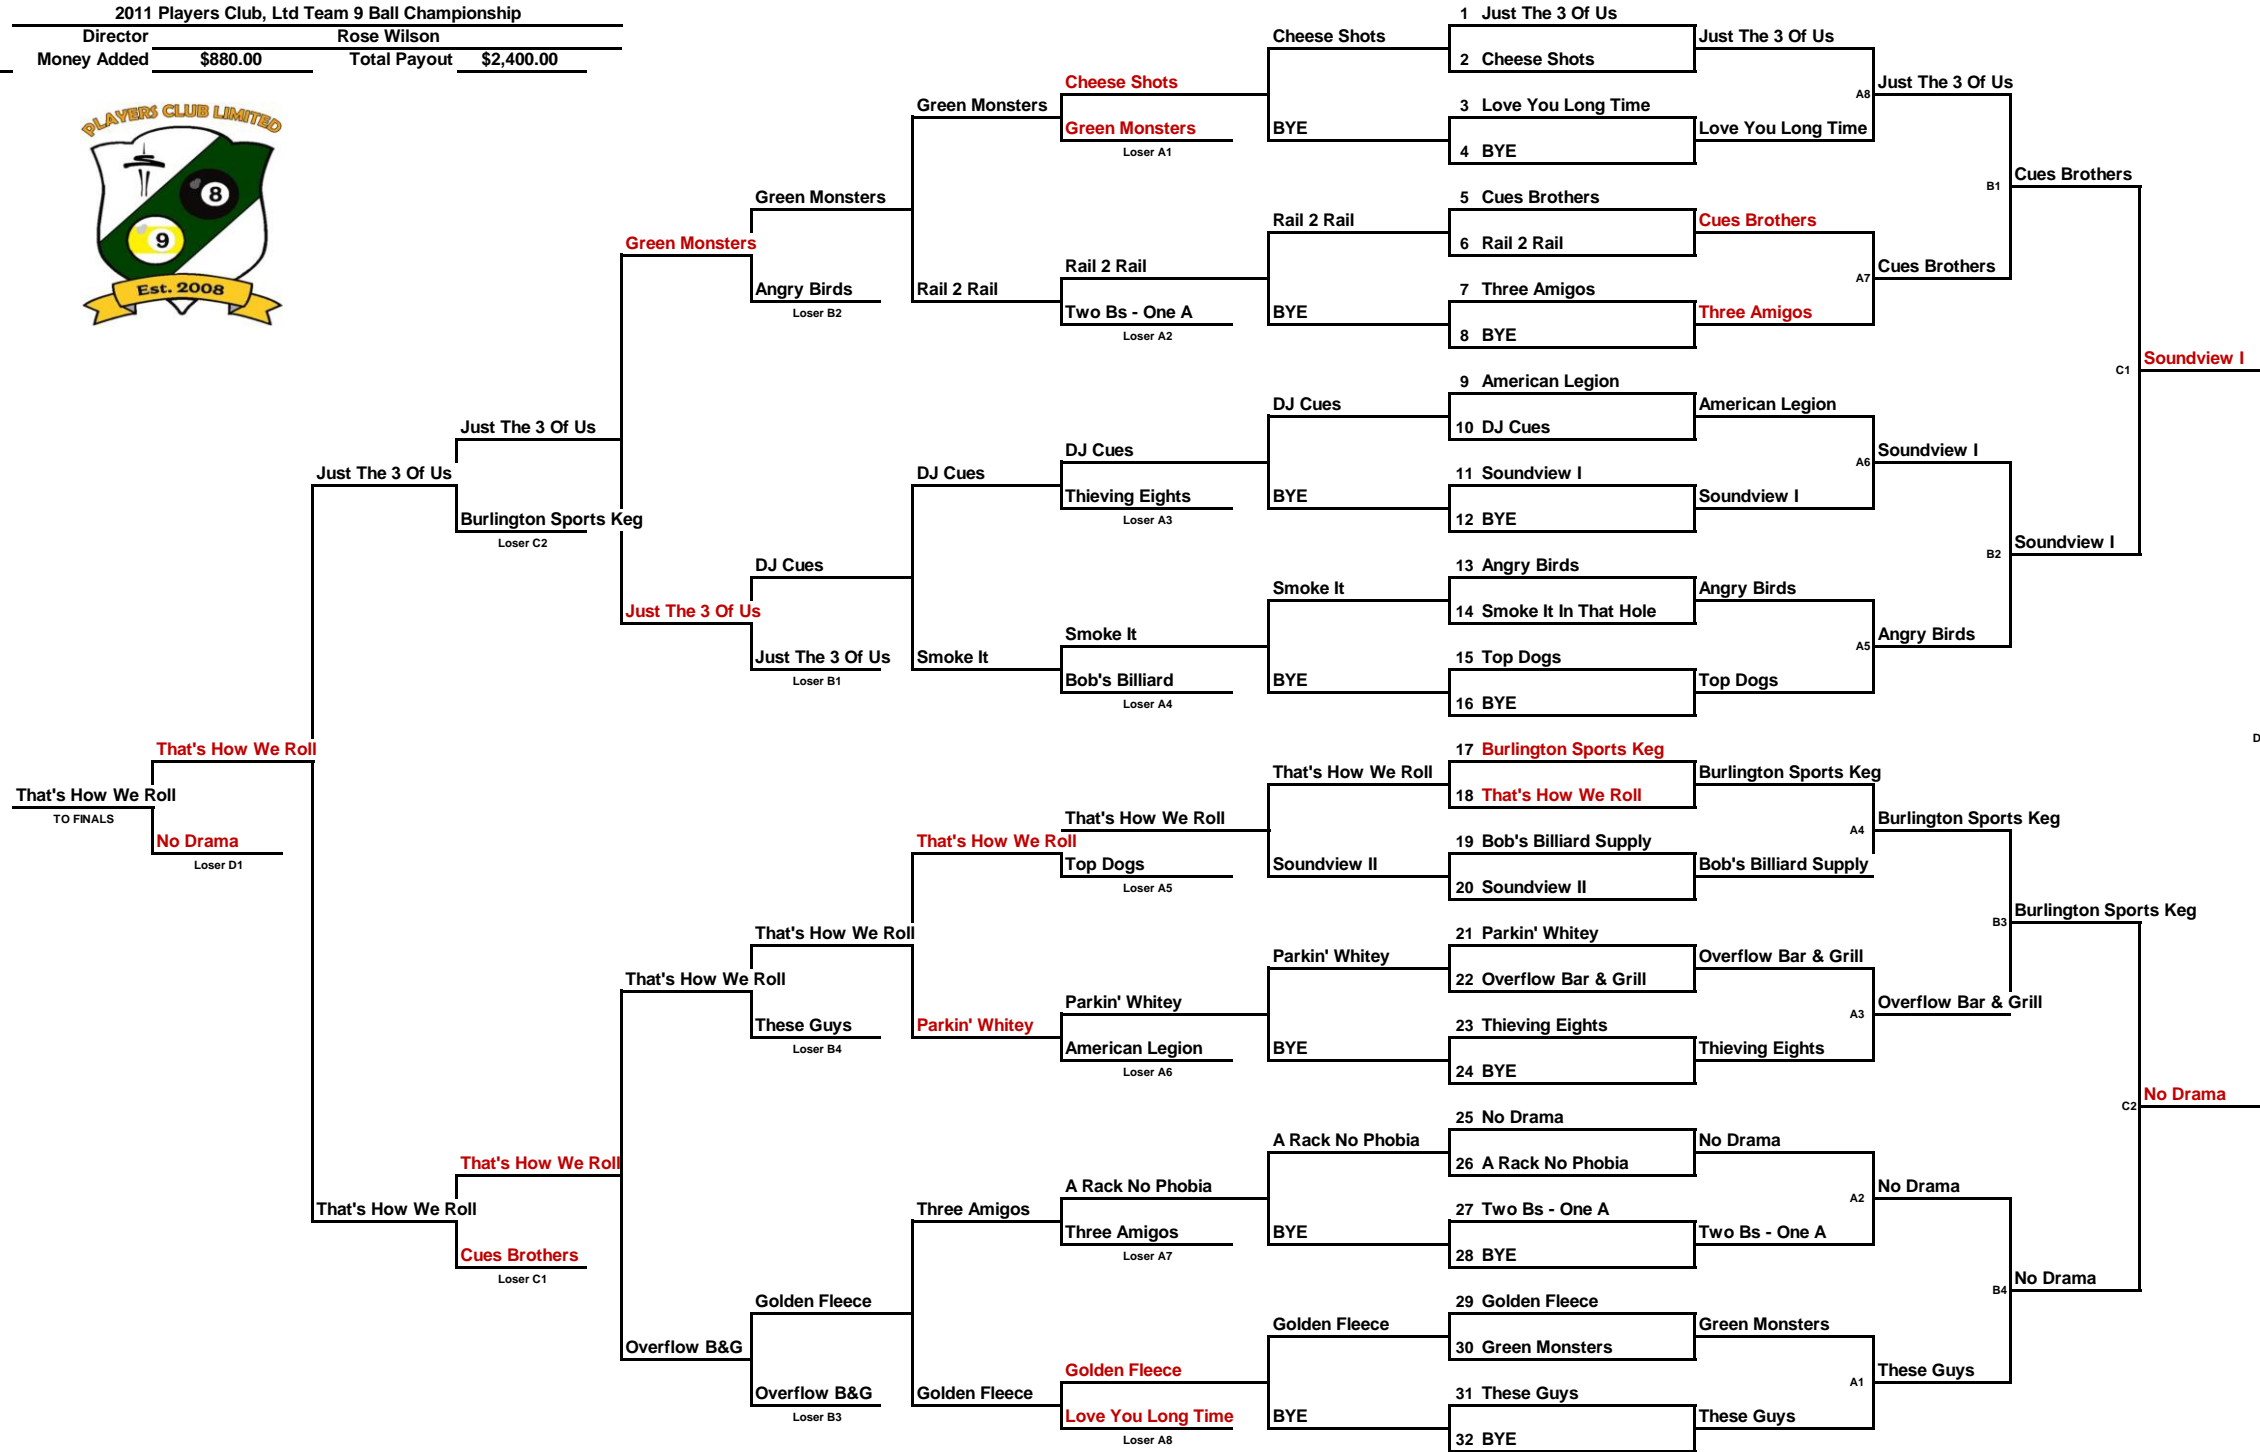 2011 Players Club, Ltd Team 9 Ball Championship
Director Rose Wilson
Money Added $880.00 Total Payout $2,400.00
PLAYERS CLUB LIMITED
8
9
Est. 2008
That's How We Roll
TO FINALS
That's How We Roll
No Drama
Loser D1
Just The 3 Of Us
That's How We Roll
Just The 3 Of Us
Burlington Sports Keg
Loser C2
That's How We Roll
Cues Brothers
Loser C1
Green Monsters
Just The 3 Of Us
That's How We Roll
Overflow B&G
Green Monsters
Angry Birds
Loser B2
DJ Cues
Just The 3 Of Us
Loser B1
That's How We Roll
These Guys
Loser B4
Golden Fleece
Overflow B&G
Loser B3
Green Monsters
Rail 2 Rail
DJ Cues
Smoke It
That's How We Roll
Parkin' Whitey
Three Amigos
Golden Fleece
Cheese Shots
Green Monsters
Loser A1
Rail 2 Rail
Two Bs - One A
Loser A2
DJ Cues
Thieving Eights
Loser A3
Smoke It
Bob's Billiard
Loser A4
That's How We Roll
Top Dogs
Loser A5
Parkin' Whitey
American Legion
Loser A6
A Rack No Phobia
Three Amigos
Loser A7
Golden Fleece
Love You Long Time
Loser A8
Cheese Shots
BYE
Rail 2 Rail
BYE
DJ Cues
BYE
Smoke It
BYE
That's How We Roll
Soundview II
Parkin' Whitey
BYE
A Rack No Phobia
BYE
Golden Fleece
BYE
1 Just The 3 Of Us
2 Cheese Shots
3 Love You Long Time
4 BYE
5 Cues Brothers
6 Rail 2 Rail
7 Three Amigos
8 BYE
9 American Legion
10 DJ Cues
11 Soundview I
12 BYE
13 Angry Birds
14 Smoke It In That Hole
15 Top Dogs
16 BYE
17 Burlington Sports Keg
18 That's How We Roll
19 Bob's Billiard Supply
20 Soundview II
21 Parkin' Whitey
22 Overflow Bar & Grill
23 Thieving Eights
24 BYE
25 No Drama
26 A Rack No Phobia
27 Two Bs - One A
28 BYE
29 Golden Fleece
30 Green Monsters
31 These Guys
32 BYE
Just The 3 Of Us
A8
Love You Long Time
Cues Brothers
A7
Three Amigos
American Legion
A6
Soundview I
Angry Birds
A5
Top Dogs
Burlington Sports Keg
A4
Bob's Billiard Supply
Overflow Bar & Grill
A3
Thieving Eights
No Drama
A2
Two Bs - One A
Green Monsters
A1
These Guys
Just The 3 Of Us
B1
Cues Brothers
Soundview I
B2
Angry Birds
Burlington Sports Keg
B3
Overflow Bar & Grill
No Drama
B4
These Guys
Cues Brothers
C1
Soundview I
Burlington Sports Keg
C2
No Drama
Soundview I
D
No Drama